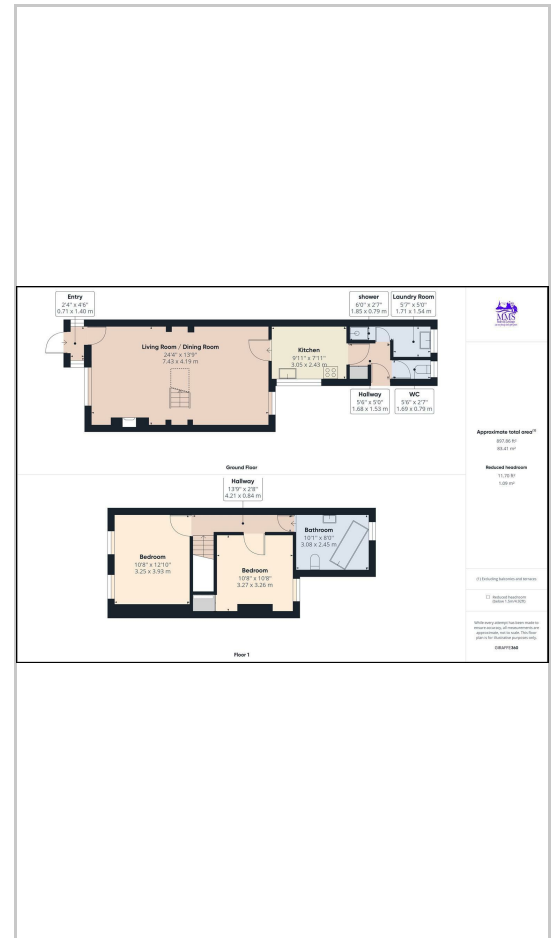 Entry
2'4" x 4'6"
0.71 x 1.40 m
shower
6'0" x 2'7"
1.85 x 0.79 m
Laundry Room
5'7" x 5'0"
1.71 x 1.54 m
MMS
Living Room / Dining Room
24'4" x 13'9"
7.43 x 4.19 m
Kitchen
9'11" x 7'11"
3.05 x 2.43 m
Hallway
5'6" x 5'0"
1.68 x 1.53 m
WC
5'6" x 2'7"
1.69 x 0.79 m
Ground Floor
Approximate total area(1)
897.86 ft²
83.41 m²
Reduced headroom
11.70 ft²
1.09 m²
Hallway
13'9" x 2'8"
4.21 x 0.84 m
Bathroom
10'1" x 8'0"
3.08 x 2.45 m
Bedroom
10'8" x 12'10"
3.25 x 3.93 m
Bedroom
10'8" x 10'8"
3.27 x 3.26 m
Floor 1
(1) Excluding balconies and terraces
Reduced headroom
While every attempt has been made to
ensure accuracy, all measurements are
approximate, not to scale. This floor
plan is for illustrative purposes only.
GIRAFFE360